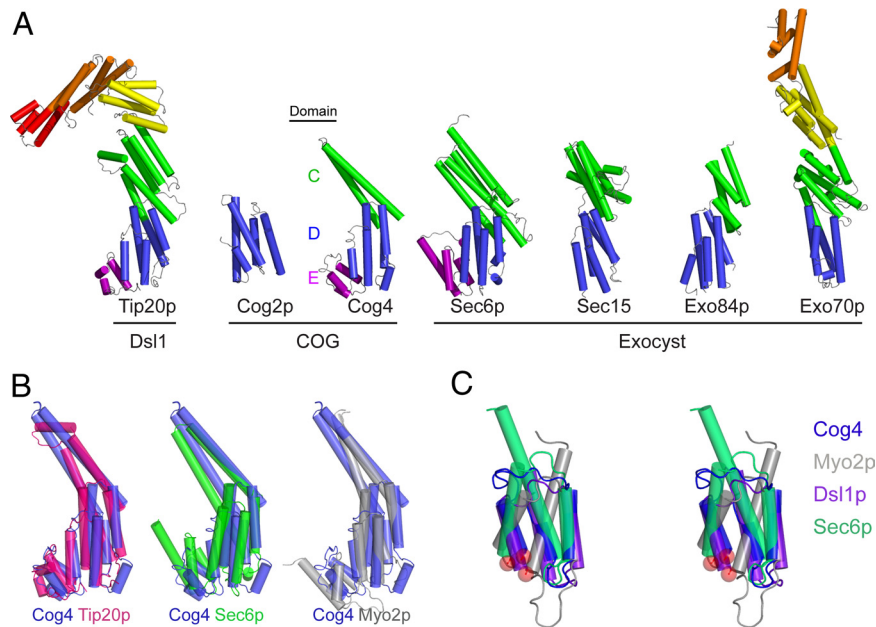 A
Domain
C
D
E
Tip20p Cog2p Cog4 Sec6p Sec15 Exo84p Exo70p
Dsl1 COG Exocyst
B
Cog4 Tip20p Cog4 Sec6p Cog4 Myo2p
C
Cog4
Myo2p
Dsl1p
Sec6p